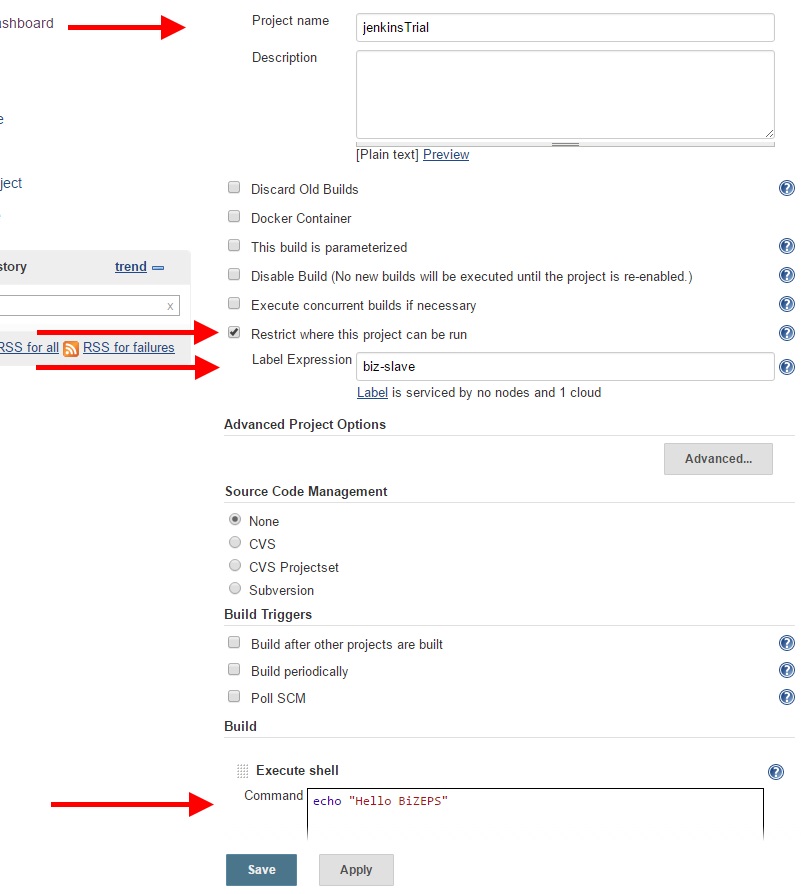 ashboard
Project name
jenkinsTrial
Description
[Plain text] Preview
e
ject
Discard Old Builds
Docker Container
This build is parameterized
story
trend
Disable Build (No new builds will be executed until the project is re-enabled.)
x
Execute concurrent builds if necessary
Restrict where this project can be run
RSS for all RSS for failures
Label Expression
biz-slave
Label is serviced by no nodes and 1 cloud
Advanced Project Options
Advanced...
Source Code Management
None
CVS
CVS Projectset
Subversion
Build Triggers
Build after other projects are built
Build periodically
Poll SCM
Build
Execute shell
Command
echo "Hello BiZEPS"
Save
Apply